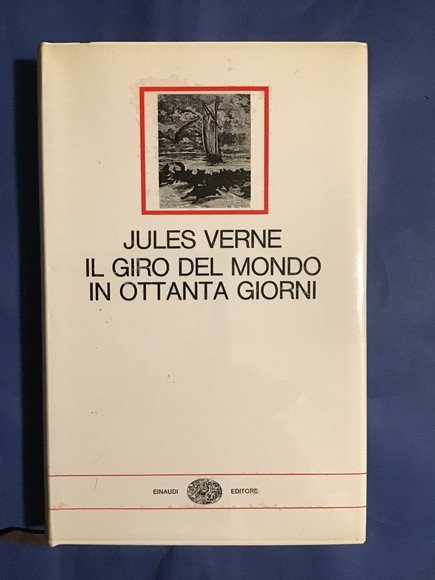 JULES VERNE
IL GIRO DEL MONDO
IN OTTANTA GIORNI
EINAUDI EDITORE